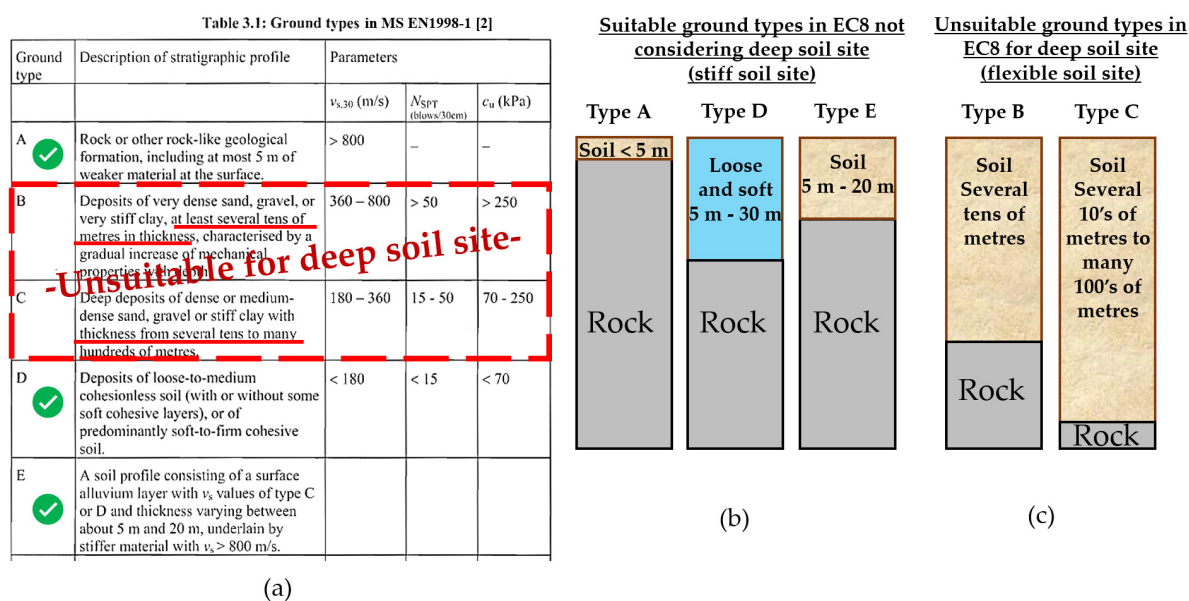 Table 3.1: Ground types in MS EN1998-1 [2]
Ground type
Description of stratigraphic profile
Parameters
vs,30 (m/s)
NSPT
(blows/30cm)
cu (kPa)
A
Rock or other rock-like geological
formation, including at most 5 m of
weaker material at the surface.
> 800
–
–
B
Deposits of very dense sand, gravel, or
very stiff clay, at least several tens of
metres in thickness, characterised by a
gradual increase of mechanical
properties with depth
360 – 800
> 50
> 250
-Unsuitable for deep soil site-
C
Deep deposits of dense or medium-
dense sand, gravel or stiff clay with
thickness from several tens to many
hundreds of metres.
180 – 360
15 - 50
70 - 250
D
Deposits of loose-to-medium
cohesionless soil (with or without some
soft cohesive layers), or of
predominantly soft-to-firm cohesive
soil.
< 180
< 15
< 70
E
A soil profile consisting of a surface
alluvium layer with vs values of type C
or D and thickness varying between
about 5 m and 20 m, underlain by
stiffer material with vs > 800 m/s.
(a)
Suitable ground types in EC8 not
considering deep soil site
(stiff soil site)
Type A
Type D
Type E
Soil < 5 m
Rock
Loose
and soft
5 m - 30 m
Rock
Soil
5 m - 20 m
Rock
(b)
Unsuitable ground types in
EC8 for deep soil site
(flexible soil site)
Type B
Type C
Soil
Several
tens of
metres
Rock
Soil
Several
10's of
metres to
many
100's of
metres
Rock
(c)